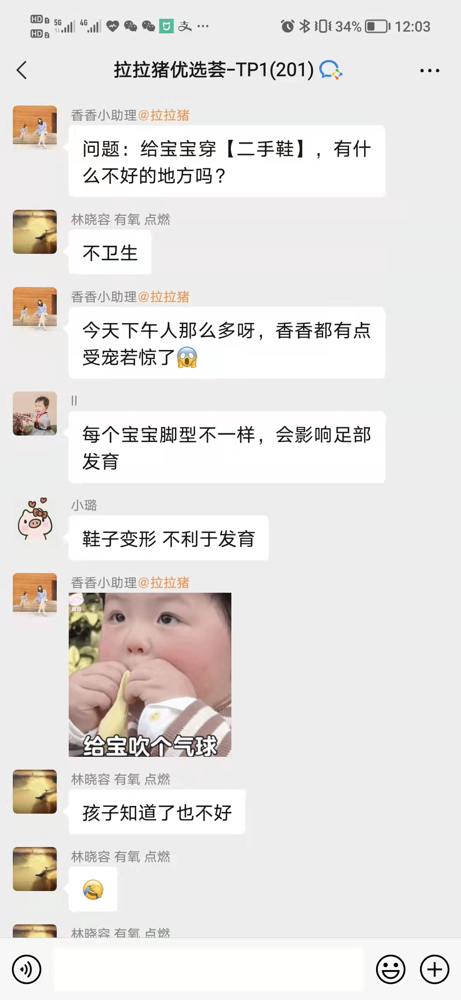 HD 1 5G 4G 34% 12:03
HD 2
拉拉猪优选荟-TP1(201)
香香小助理@拉拉猪
问题：给宝宝穿【二手鞋】，有什
么不好的地方吗？
林晓容 有氧 点燃
不卫生
香香小助理@拉拉猪
今天下午人那么多呀，香香都有点
受宠若惊了😱
||
每个宝宝脚型不一样，会影响足部
发育
小璐
鞋子变形 不利于发育
香香小助理@拉拉猪
给宝吹个气球
林晓容 有氧 点燃
孩子知道了也不好
林晓容 有氧 点燃
林晓容 有氧 点燃